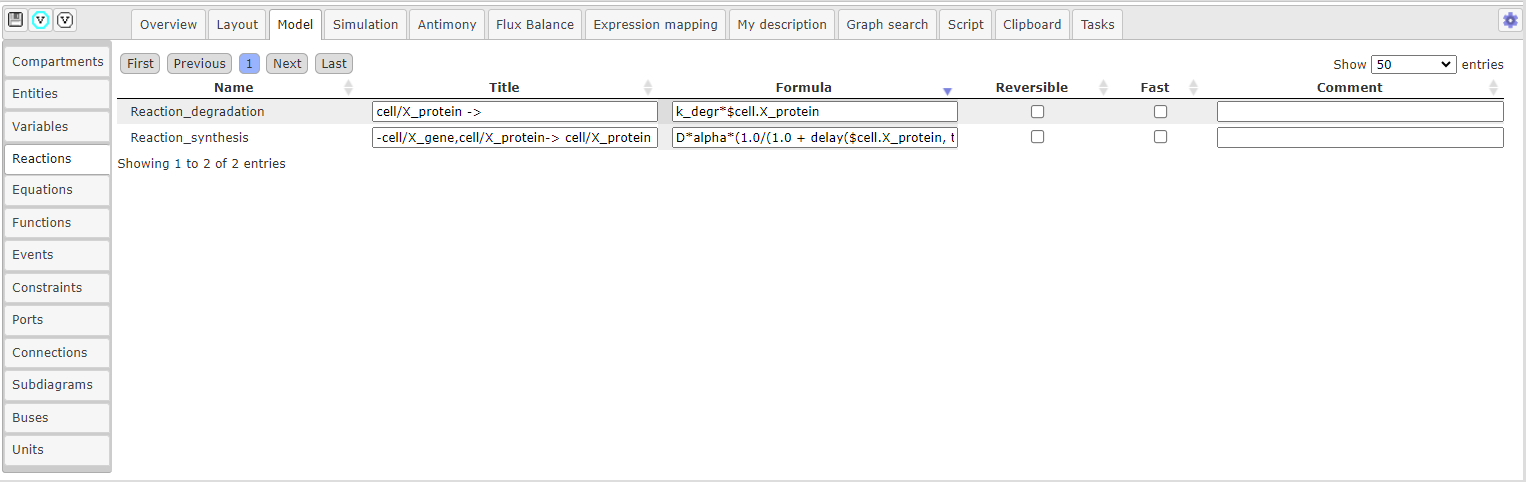 Overview Layout Model Simulation Antimony Flux Balance Expression mapping My description Graph search Script Clipboard Tasks
Compartments
Entities
Variables
Reactions
Equations
Functions
Events
Constraints
Ports
Connections
Subdiagrams
Buses
Units
First Previous 1 Next Last Show 50 entries
Name Title Formula Reversible Fast Comment
Reaction_degradation cell/X_protein -> k_degr*$cell.X_protein
Reaction_synthesis -cell/X_gene,cell/X_protein-> cell/X_protein D*alpha*(1.0/(1.0 + delay($cell.X_protein, t
Showing 1 to 2 of 2 entries